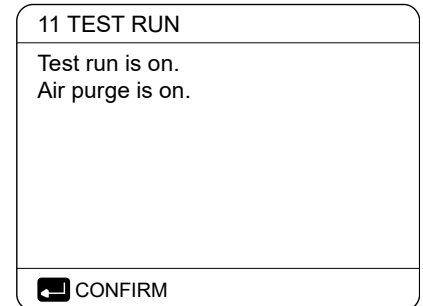 11 TEST RUN
Test run is on.
Air purge is on.
CONFIRM